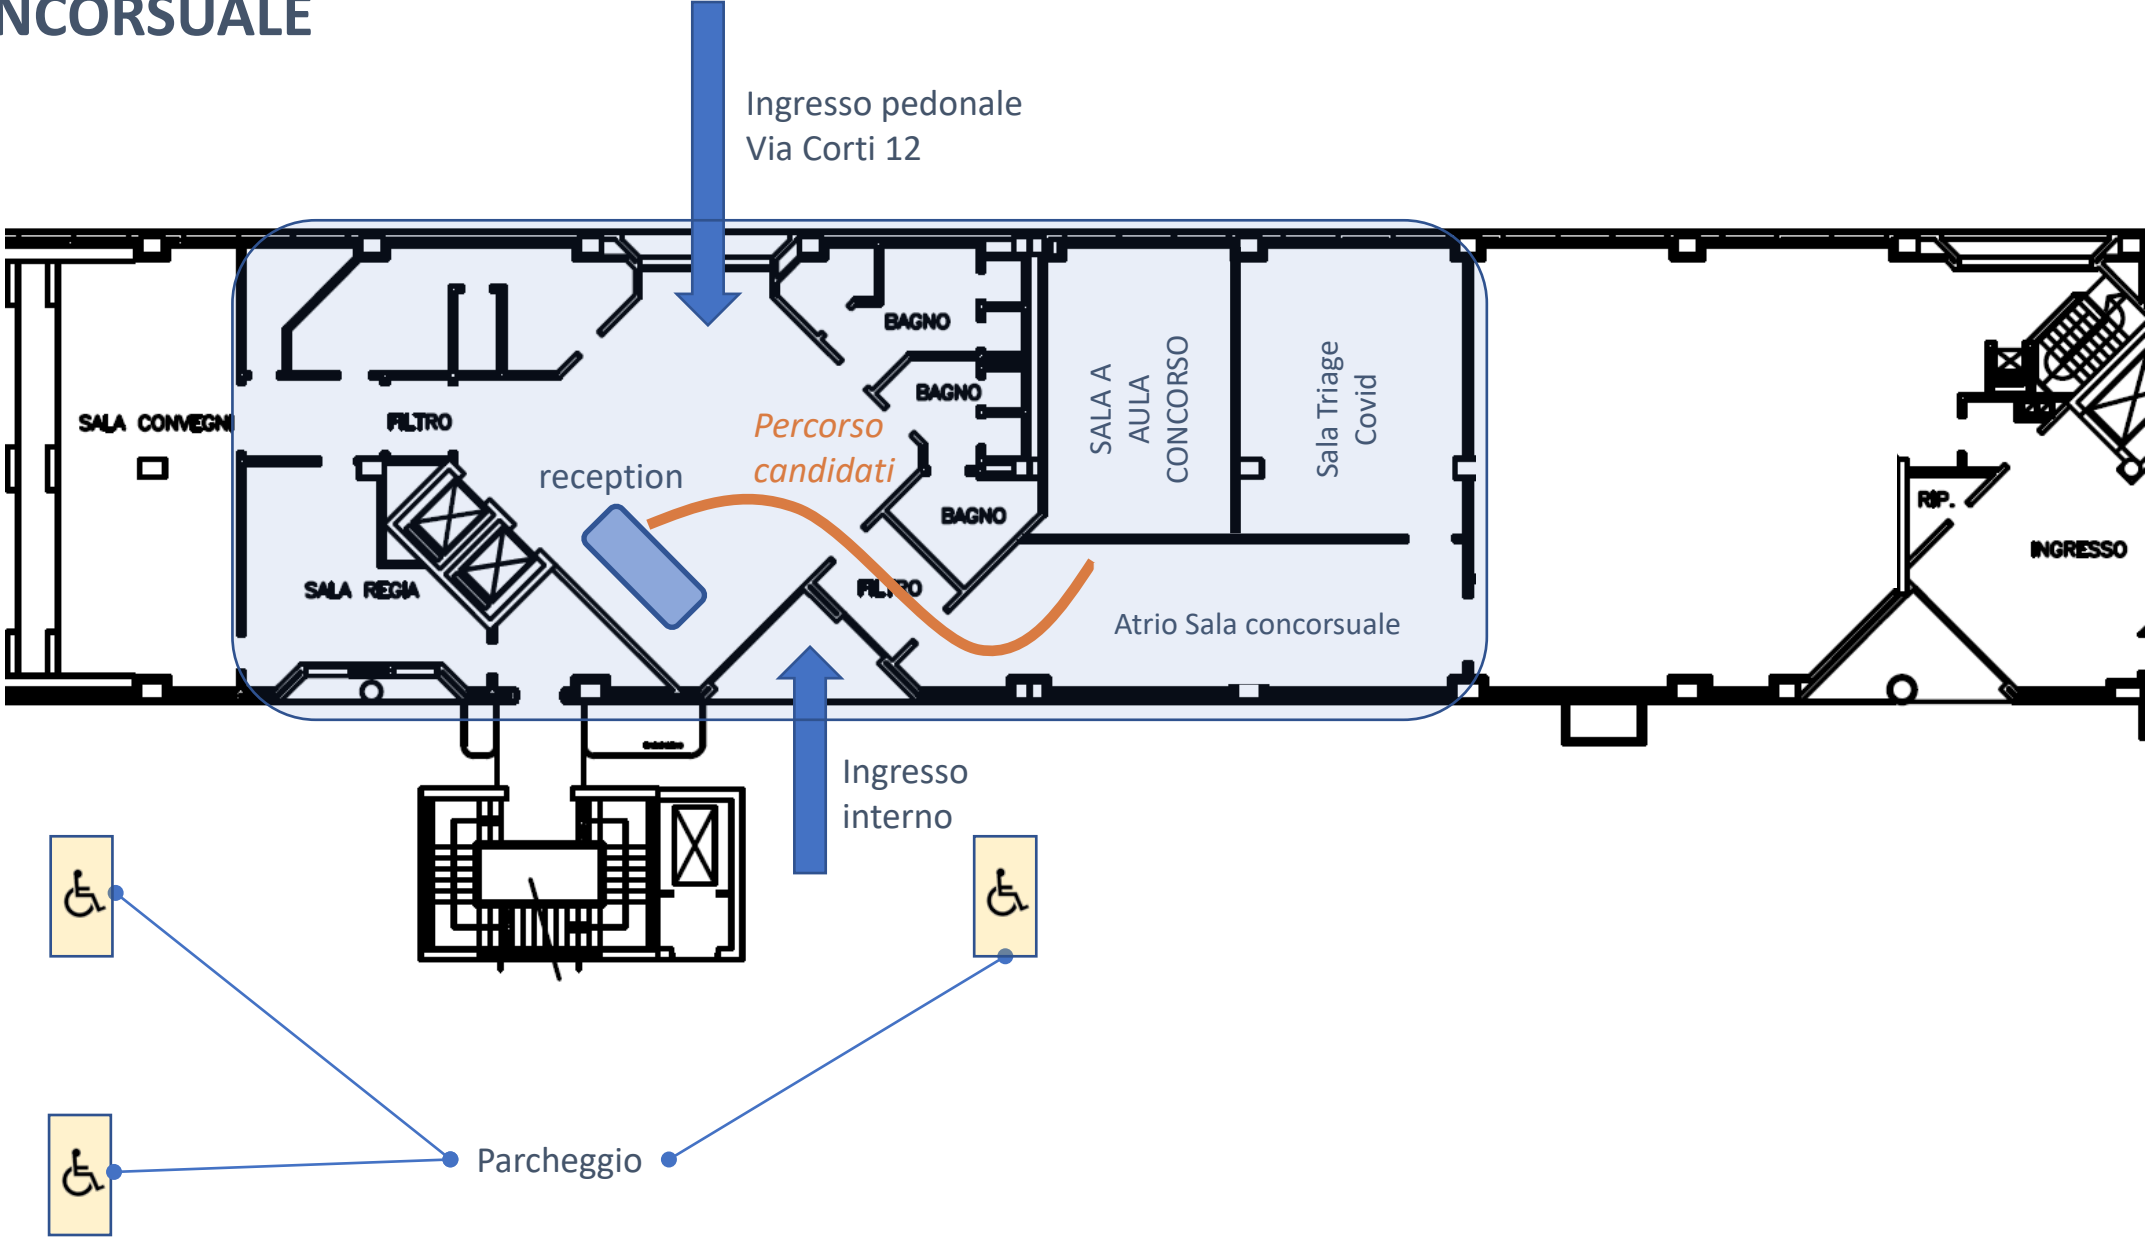 NCORSUALE
Ingresso pedonale
Via Corti 12
BAGNO
BAGNO
SALA CONVEGNI
FILTRO
Percorso
candidati
reception
SALA A
AULA
CONCORSO
Sala Triage
Covid
BAGNO
RIP.
INGRESSO
SALA REGIA
FILTRO
Atrio Sala concorsuale
Ingresso
interno
Parcheggio